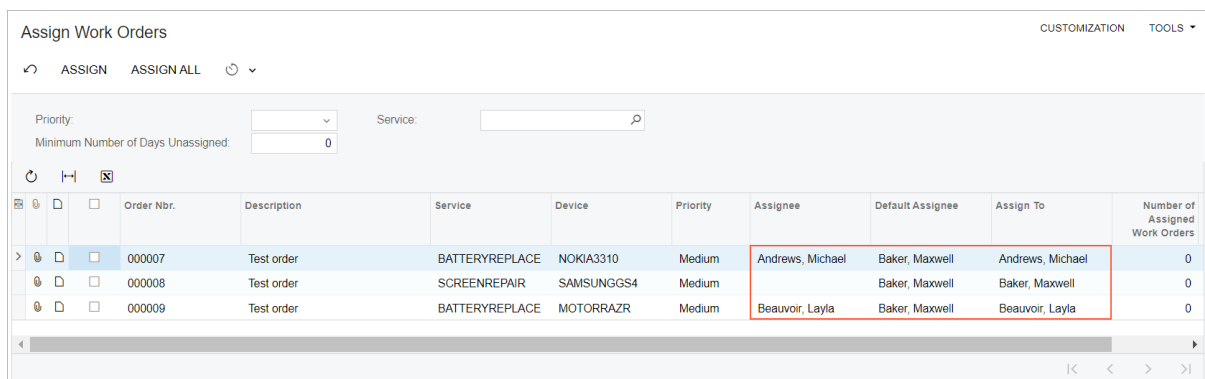 Assign Work Orders CUSTOMIZATION TOOLS
ASSIGN ASSIGN ALL
Priority: Service:
Minimum Number of Days Unassigned: 0
Order Nbr. Description Service Device Priority Assignee Default Assignee Assign To Number of
Assigned
Work Orders
000007 Test order BATTERYREPLACE NOKIA3310 Medium Andrews, Michael Baker, Maxwell Andrews, Michael 0
000008 Test order SCREENREPAIR SAMSUNGGS4 Medium Baker, Maxwell Baker, Maxwell 0
000009 Test order BATTERYREPLACE MOTORRAZR Medium Beauvoir, Layla Baker, Maxwell Beauvoir, Layla 0